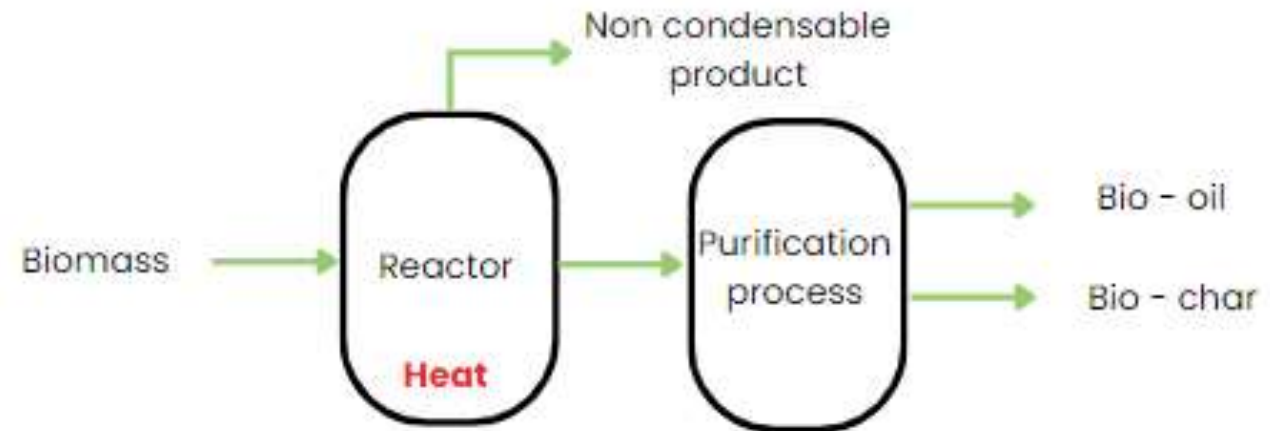 Non condensable
product
Biomass
Reactor
Heat
Purification
process
Bio - oil
Bio - char